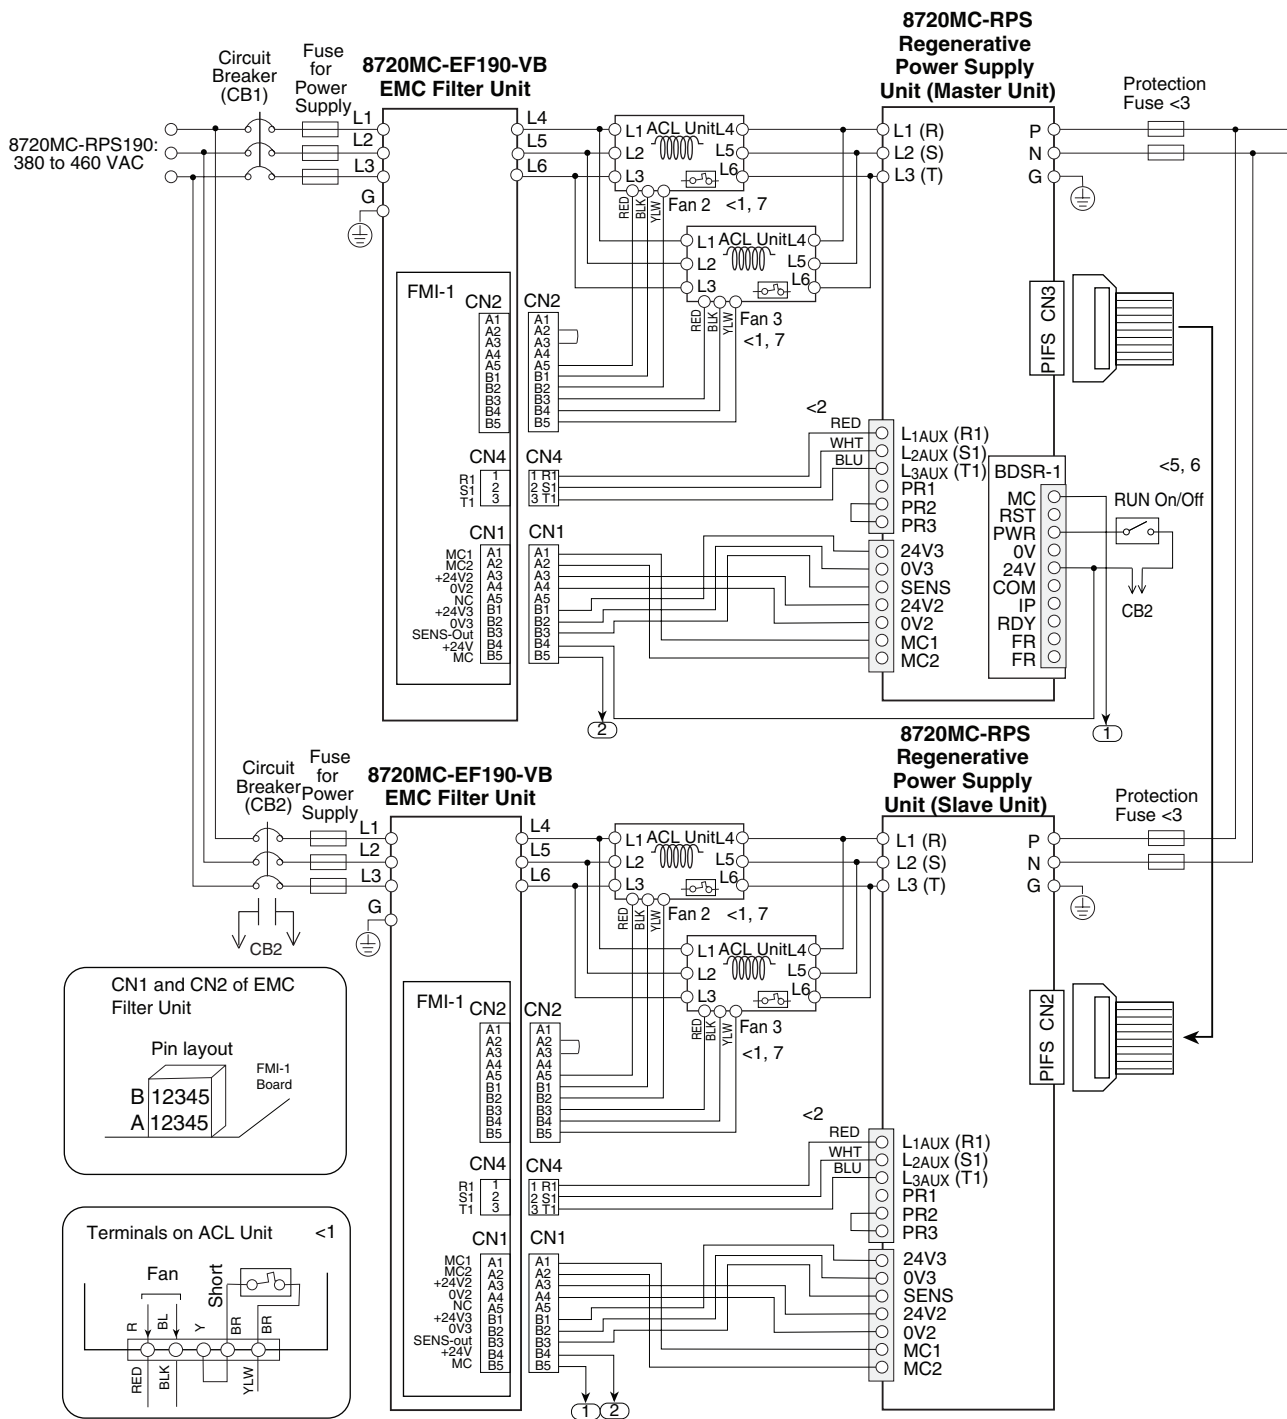 8720MC-RPS
Regenerative
Power Supply
Unit (Master Unit)
Circuit
Breaker
(CB1)
Fuse
for
Power
Supply
8720MC-EF190-VB
EMC Filter Unit
Protection
Fuse <3
8720MC-RPS190:
380 to 460 VAC
L1
L2
L3
G
L4
L5
L6
L1
L2
L3
ACL Unit
L4
L5
L6
RED
BLK
YLW
Fan 2
<1, 7
L1
L2
L3
ACL Unit
L4
L5
L6
RED
BLK
YLW
Fan 3
<1, 7
L1 (R)
L2 (S)
L3 (T)
P
N
G
PIFS CN3
FMI-1
CN2
A1
A2
A3
A4
A5
B1
B2
B3
B4
B5
CN2
A1
A2
A3
A4
A5
B1
B2
B3
B4
B5
CN4
R1 1
S1 2
T1 3
CN4
1 R1
2 S1
3 T1
<2
RED
WHT
BLU
L1AUX (R1)
L2AUX (S1)
L3AUX (T1)
PR1
PR2
PR3
CN1
MC1 A1
MC2 A2
+24V2 A3
0V2 A4
NC A5
+24V3 B1
0V3 B2
SENS-Out B3
+24V B4
MC B5
CN1
A1
A2
A3
A4
A5
B1
B2
B3
B4
B5
24V3
0V3
SENS
24V2
0V2
MC1
MC2
BDSR-1
MC
RST
PWR
0V
24V
COM
IP
RDY
FR
FR
<5, 6
RUN On/Off
CB2
2
1
8720MC-RPS
Regenerative
Power Supply
Unit (Slave Unit)
Circuit
Breaker
(CB2)
Fuse
for
Power
Supply
8720MC-EF190-VB
EMC Filter Unit
Protection
Fuse <3
L1
L2
L3
G
CB2
L4
L5
L6
L1
L2
L3
ACL Unit
L4
L5
L6
RED
BLK
YLW
Fan 2
<1, 7
L1
L2
L3
ACL Unit
L4
L5
L6
RED
BLK
YLW
Fan 3
<1, 7
L1 (R)
L2 (S)
L3 (T)
P
N
G
PIFS CN2
FMI-1
CN2
A1
A2
A3
A4
A5
B1
B2
B3
B4
B5
CN2
A1
A2
A3
A4
A5
B1
B2
B3
B4
B5
CN4
R1 1
S1 2
T1 3
CN4
1 R1
2 S1
3 T1
<2
RED
WHT
BLU
L1AUX (R1)
L2AUX (S1)
L3AUX (T1)
PR1
PR2
PR3
CN1
MC1 A1
MC2 A2
+24V2 A3
0V2 A4
NC A5
+24V3 B1
0V3 B2
SENS-out B3
+24V B4
MC B5
CN1
A1
A2
A3
A4
A5
B1
B2
B3
B4
B5
24V3
0V3
SENS
24V2
0V2
MC1
MC2
1
2
CN1 and CN2 of EMC
Filter Unit
Pin layout
FMI-1
Board
B 12345
A 12345
Terminals on ACL Unit <1
Fan
Short
R
BL
Y
BR
BR
RED
BLK
YLW